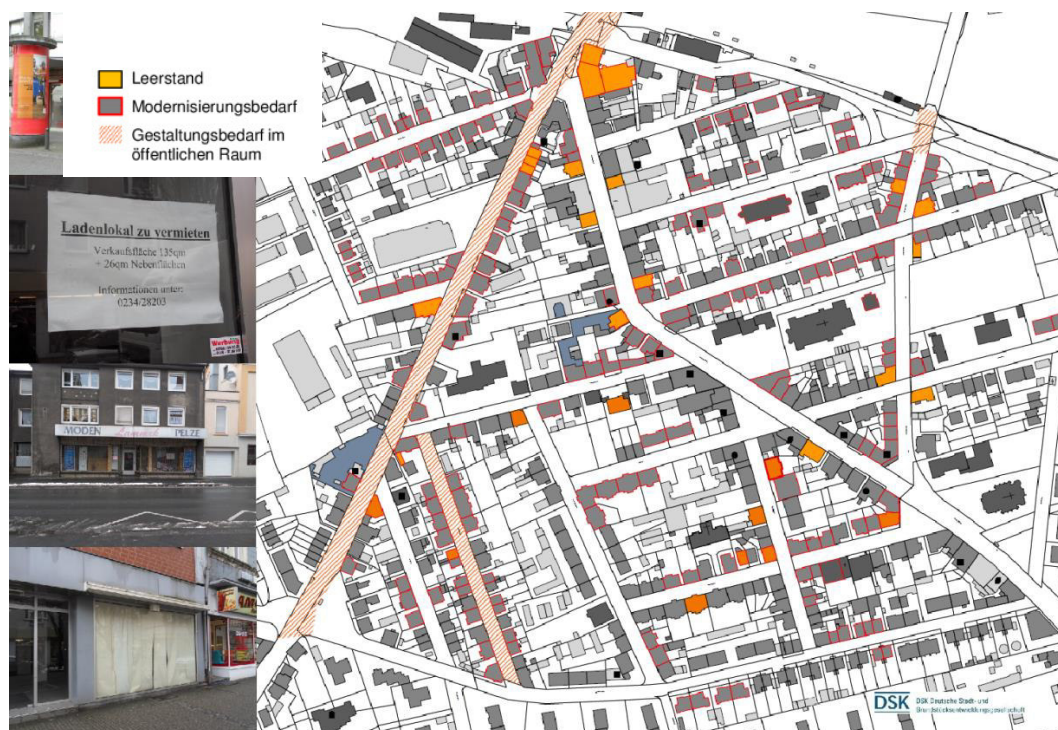 Leerstand
Modernisierungsbedarf
Gestaltungsbedarf im
öffentlichen Raum
Ladenlokal zu vermieten
Verkaufsfläche 135qm
+ 26qm Nebenflächen
Informationen unter:
0234/28203
Werbung
MODEN
PELZE
DSK
DSK Deutsche Stadt- und
Grundstücksentwicklungsgesellschaft